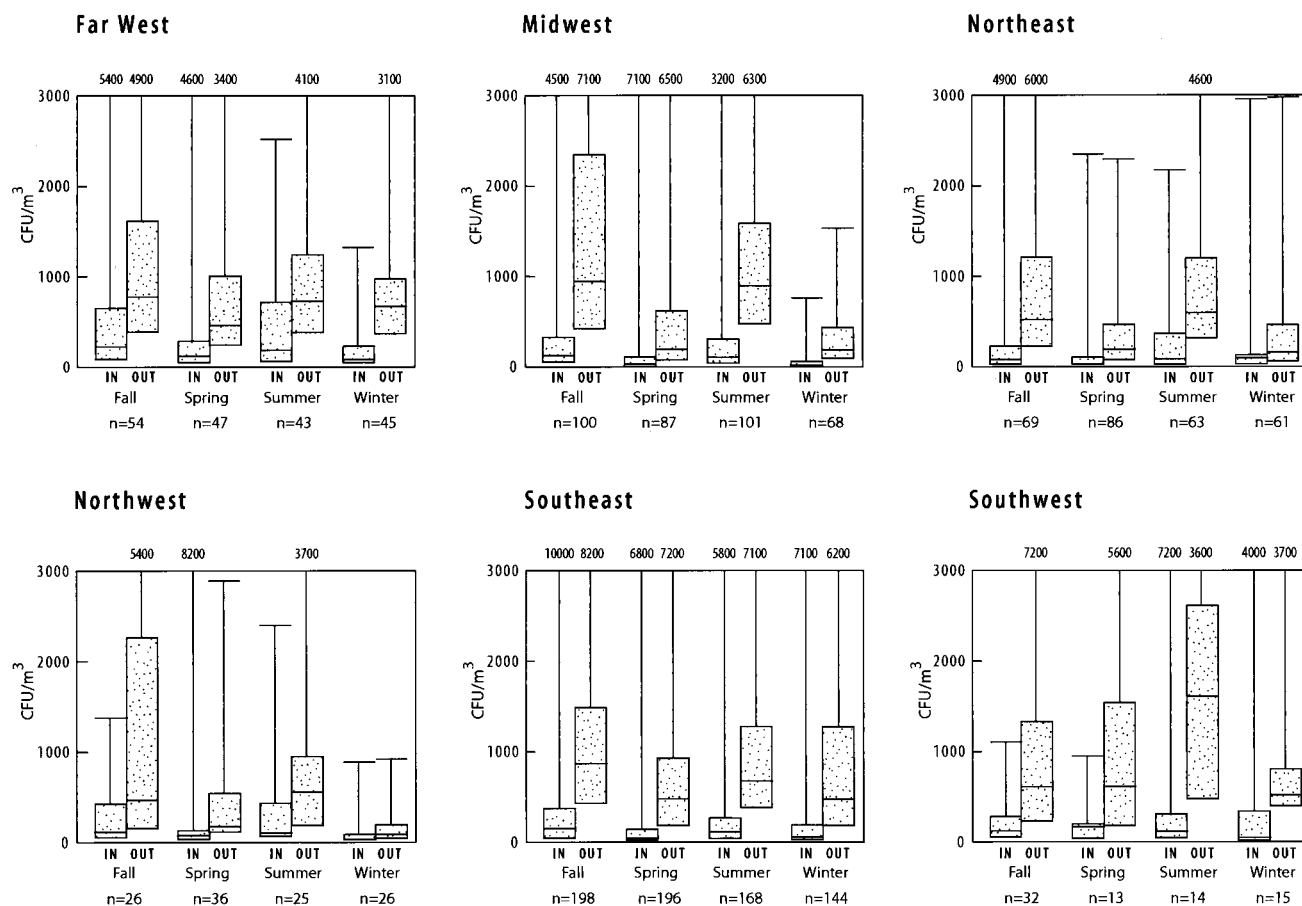 Far West
5400 4900 4600 3400 4100 3100
3000
2000
1000
0
CFU/m³
IN OUT IN OUT IN OUT IN OUT
Fall Spring Summer Winter
n=54 n=47 n=43 n=45
Midwest
4500 7100 7100 6500 3200 6300
3000
2000
1000
0
CFU/m³
IN OUT IN OUT IN OUT IN OUT
Fall Spring Summer Winter
n=100 n=87 n=101 n=68
Northeast
4900 6000 4600
3000
2000
1000
0
CFU/m³
IN OUT IN OUT IN OUT IN OUT
Fall Spring Summer Winter
n=69 n=86 n=63 n=61
Northwest
5400 8200 3700
3000
2000
1000
0
CFU/m³
IN OUT IN OUT IN OUT IN OUT
Fall Spring Summer Winter
n=26 n=36 n=25 n=26
Southeast
10000 8200 6800 7200 5800 7100 7100 6200
3000
2000
1000
0
CFU/m³
IN OUT IN OUT IN OUT IN OUT
Fall Spring Summer Winter
n=198 n=196 n=168 n=144
Southwest
7200 5600 7200 3600 4000 3700
3000
2000
1000
0
CFU/m³
IN OUT IN OUT IN OUT IN OUT
Fall Spring Summer Winter
n=32 n=13 n=14 n=15